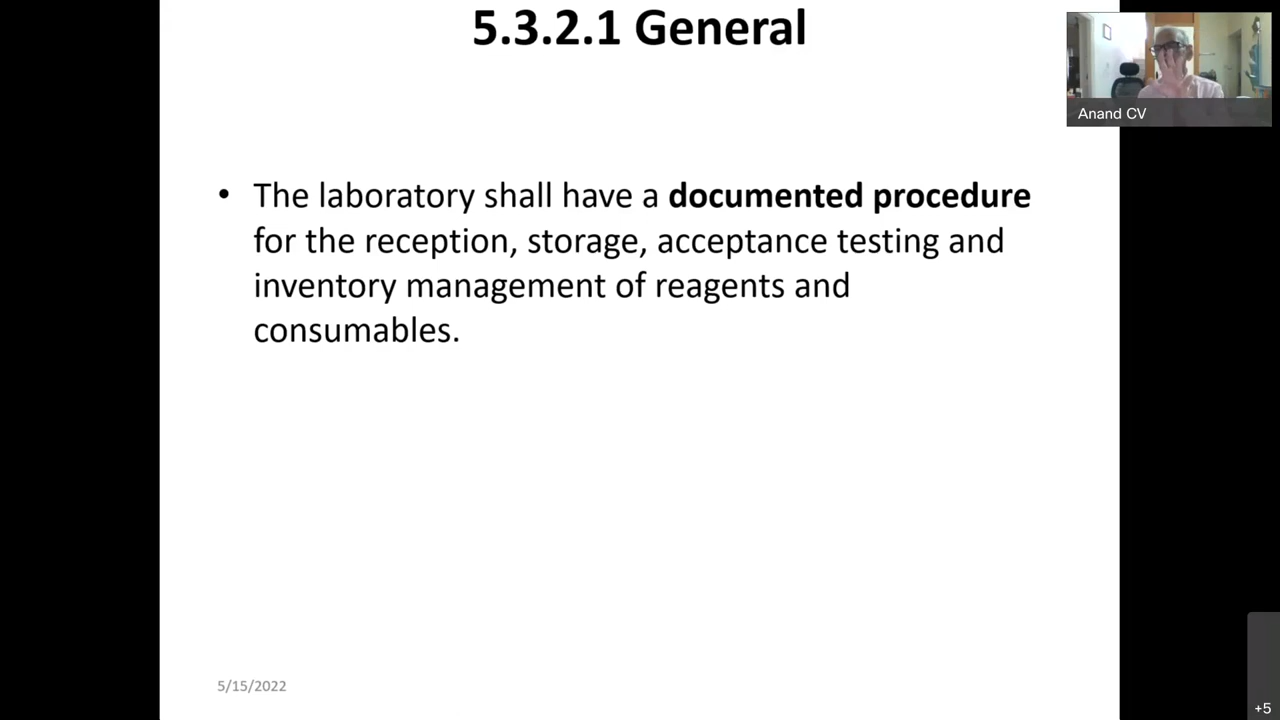 5.3.2.1 General
Anand CV
• The laboratory shall have a documented procedure
for the reception, storage, acceptance testing and
inventory management of reagents and
consumables.
5/15/2022
+5